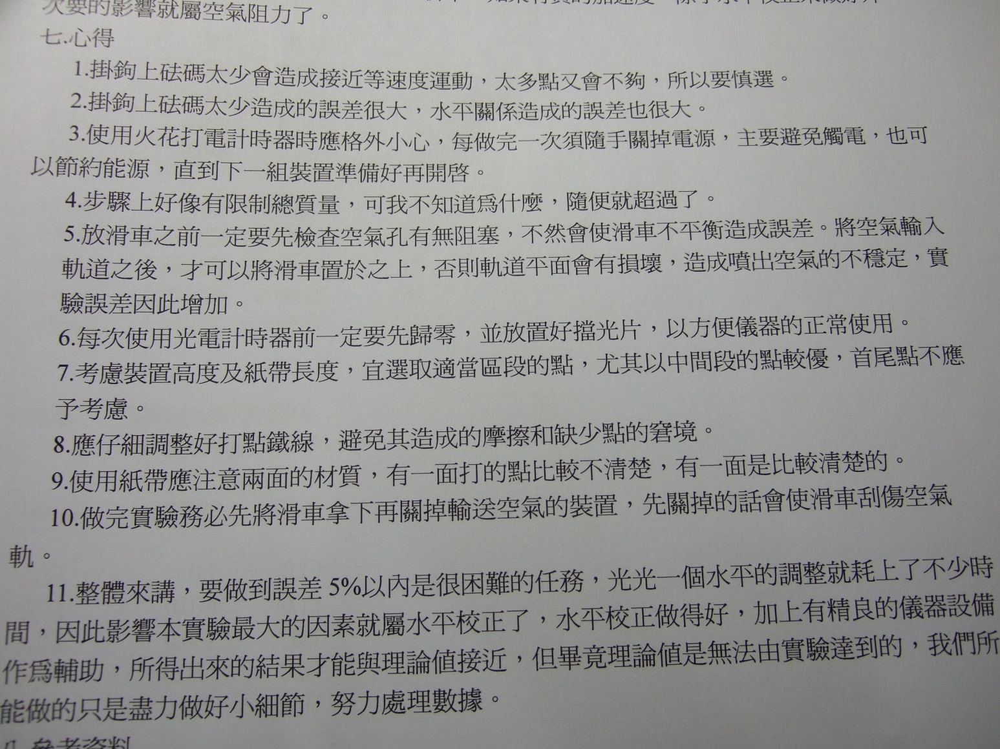 次要的影響就屬空氣阻力了。
七.心得
1.掛鉤上砝碼太少會造成接近等速度運動，太多點又會不夠，所以要慎選。
2.掛鉤上砝碼太少造成的誤差很大，水平關係造成的誤差也很大。
3.使用火花打電計時器時應格外小心，每做完一次須隨手關掉電源，主要避免觸電，也可
以節約能源，直到下一組裝置準備好再開啓。
4.步驟上好像有限制總質量，可我不知道爲什麼，隨便就超過了。
5.放滑車之前一定要先檢查空氣孔有無阻塞，不然會使滑車不平衡造成誤差。將空氣輸入
軌道之後，才可以將滑車置於之上，否則軌道平面會有損壞，造成噴出空氣的不穩定，實
驗誤差因此增加。
6.每次使用光電計時器前一定要先歸零，並放置好擋光片，以方便儀器的正常使用。
7.考慮裝置高度及紙帶長度，宜選取適當區段的點，尤其以中間段的點較優，首尾點不應
予考慮。
8.應仔細調整好打點鐵線，避免其造成的摩擦和缺少點的窘境。
9.使用紙帶應注意兩面的材質，有一面打的點比較不清楚，有一面是比較清楚的。
10.做完實驗務必先將滑車拿下再關掉輸送空氣的裝置，先關掉的話會使滑車刮傷空氣
軌。
11.整體來講，要做到誤差 5%以內是很困難的任務，光光一個水平的調整就耗上了不少時
間，因此影響本實驗最大的因素就屬水平校正了，水平校正做得好，加上有精良的儀器設備
作爲輔助，所得出來的結果才能與理論值接近，但畢竟理論值是無法由實驗達到的，我們所
能做的只是盡力做好小細節，努力處理數據。
八.參考資料